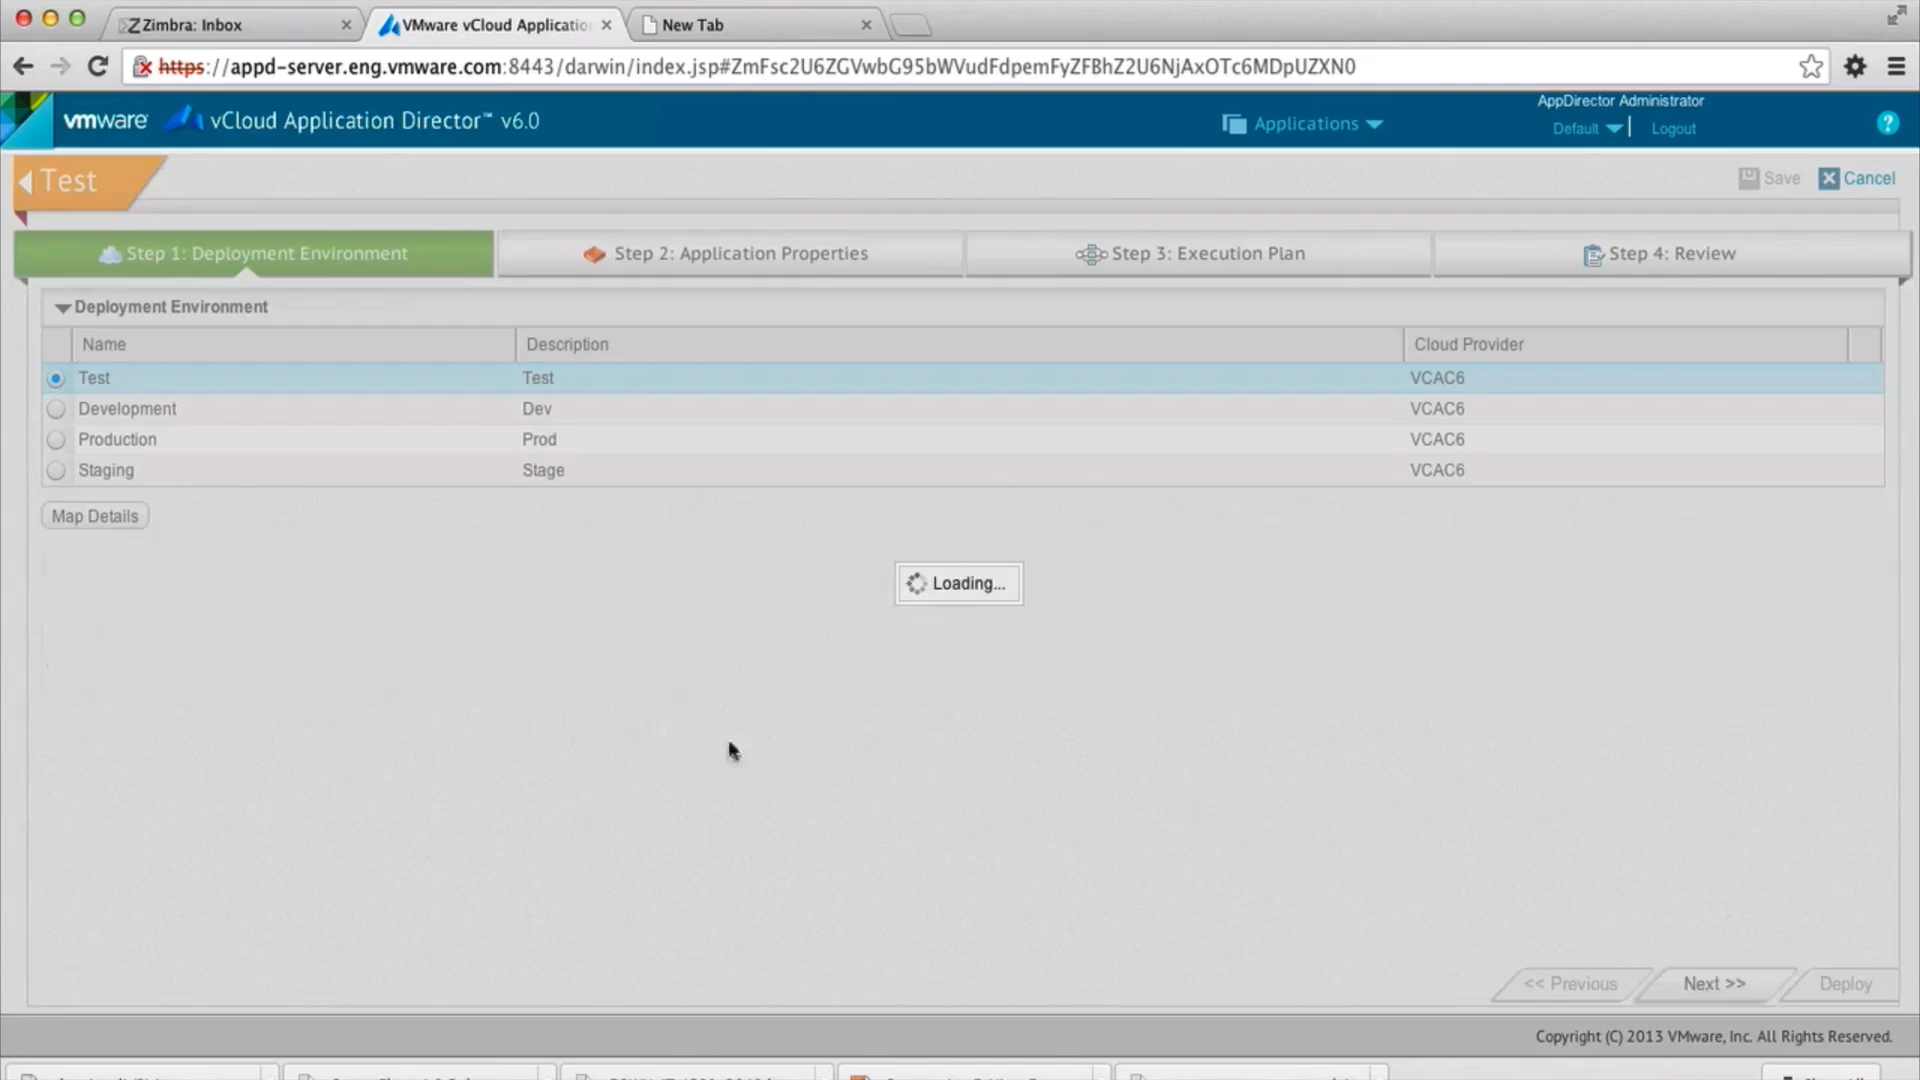 Zimbra: Inbox
VMware vCloud Applicatio
New Tab
https://appd-server.eng.vmware.com:8443/darwin/index.jsp#ZmFsc2U6ZGVwbG95bWVudFdpemFyZFBhZ2U6NjAxOTc6MDpUZXN0
vmware vCloud Application Director™ v6.0
Applications
AppDirector Administrator
Default
Logout
?
Test
Save
Cancel
Step 1: Deployment Environment
Step 2: Application Properties
Step 3: Execution Plan
Step 4: Review
Deployment Environment
Name Description Cloud Provider
Test Test VCAC6
Development Dev VCAC6
Production Prod VCAC6
Staging Stage VCAC6
Map Details
Loading...
<< Previous
Next >>
Deploy
Copyright (C) 2013 VMware, Inc. All Rights Reserved.